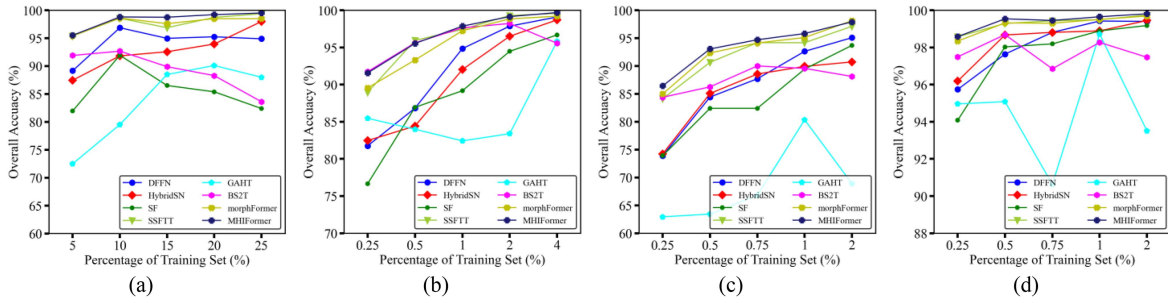 Overall Accuacy (%)
100
95
90
85
80
75
70
65
60
5
10
15
20
25
DFFN
HybridSN
SF
SSFTT
GAHT
BS2T
morphFormer
MHIFormer
Percentage of Training Set (%)
(a)
Overall Accuacy (%)
100
95
90
85
80
75
70
0.25
0.5
1
2
4
DFFN
HybridSN
SF
SSFTT
GAHT
BS2T
morphFormer
MHIFormer
Percentage of Training Set (%)
(b)
Overall Accuacy (%)
100
95
90
85
80
75
70
65
60
0.25
0.5
0.75
1
2
DFFN
HybridSN
SF
SSFTT
GAHT
BS2T
morphFormer
MHIFormer
Percentage of Training Set (%)
(c)
Overall Accuacy (%)
100
98
96
94
92
90
88
0.25
0.5
0.75
1
2
DFFN
HybridSN
SF
SSFTT
GAHT
BS2T
morphFormer
MHIFormer
Percentage of Training Set (%)
(d)